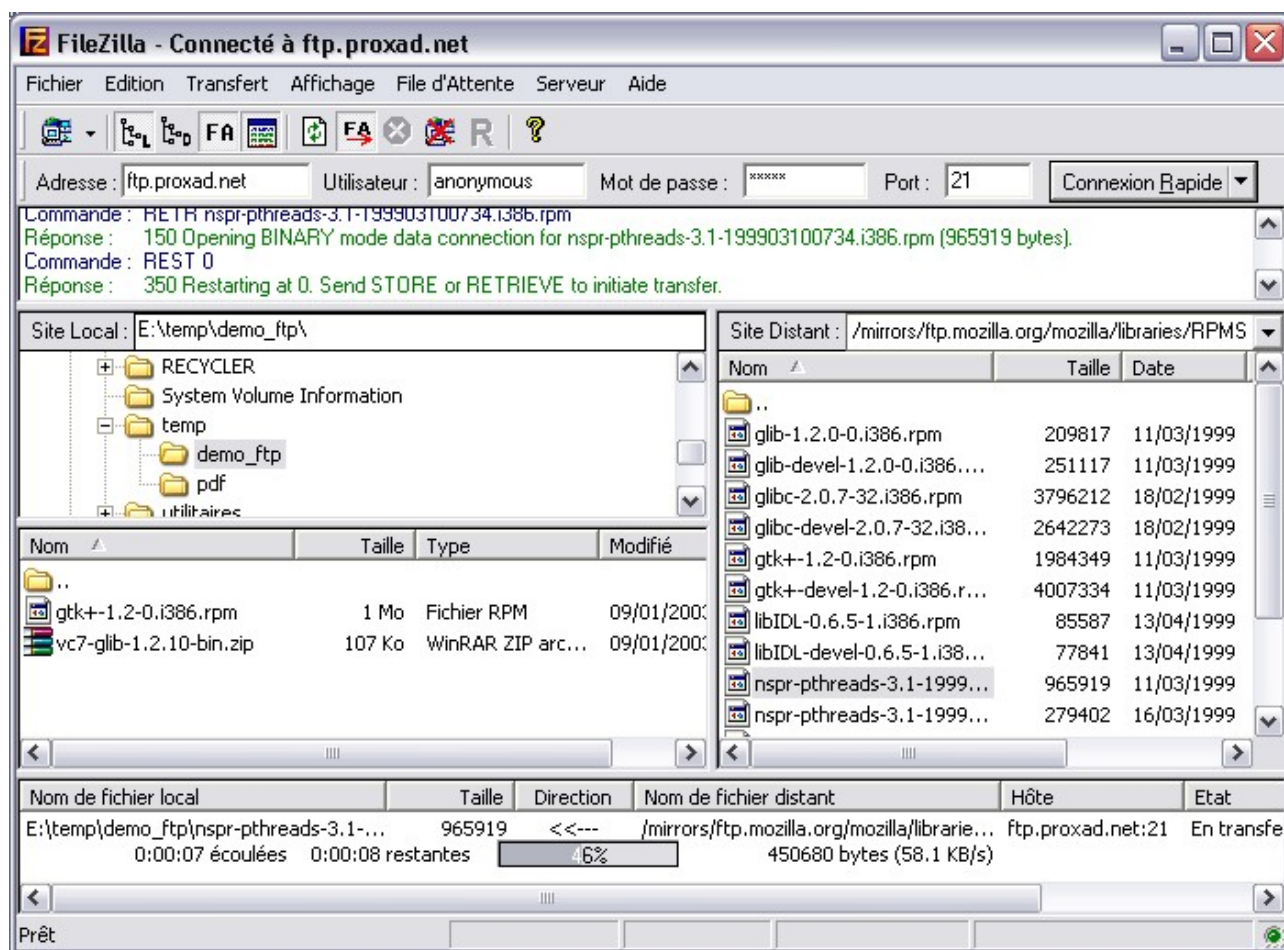 FileZilla - Connecté à ftp.proxad.net
Fichier Edition Transfert Affichage File d'Attente Serveur Aide
FA FA R ?
Adresse : ftp.proxad.net Utilisateur : anonymous Mot de passe : ***** Port : 21 Connexion Rapide
Commande : RETR nspr-pthreads-3.1-199903100734.i386.rpm
Réponse : 150 Opening BINARY mode data connection for nspr-pthreads-3.1-199903100734.i386.rpm (965919 bytes).
Commande : REST 0
Réponse : 350 Restarting at 0. Send STORE or RETRIEVE to initiate transfer.
Site Local : E:\temp\demo_ftp\
RECYCLER
System Volume Information
temp
demo_ftp
pdf
utilitaires
Nom Taille Type Modifié
..
gtk+-1.2-0.i386.rpm 1 Mo Fichier RPM 09/01/2003
vc7-glib-1.2.10-bin.zip 107 Ko WinRAR ZIP arc... 09/01/2003
Site Distant : /mirrors/ftp.mozilla.org/mozilla/libraries/RPMS
Nom Taille Date
..
glib-1.2.0-0.i386.rpm 209817 11/03/1999
glib-devel-1.2.0-0.i386.... 251117 11/03/1999
glibc-2.0.7-32.i386.rpm 3796212 18/02/1999
glibc-devel-2.0.7-32.i38... 2642273 18/02/1999
gtk+-1.2-0.i386.rpm 1984349 11/03/1999
gtk+-devel-1.2-0.i386.r... 4007334 11/03/1999
libIDL-0.6.5-1.i386.rpm 85587 13/04/1999
libIDL-devel-0.6.5-1.i38... 77841 13/04/1999
nspr-pthreads-3.1-1999... 965919 11/03/1999
nspr-pthreads-3.1-1999... 279402 16/03/1999
Nom de fichier local Taille Direction Nom de fichier distant Hôte Etat
E:\temp\demo_ftp\nspr-pthreads-3.1-... 965919 <<--- /mirrors/ftp.mozilla.org/mozilla/librarie... ftp.proxad.net:21 En transfe
0:00:07 écoulées 0:00:08 restantes 46% 450680 bytes (58.1 KB/s)
Prêt